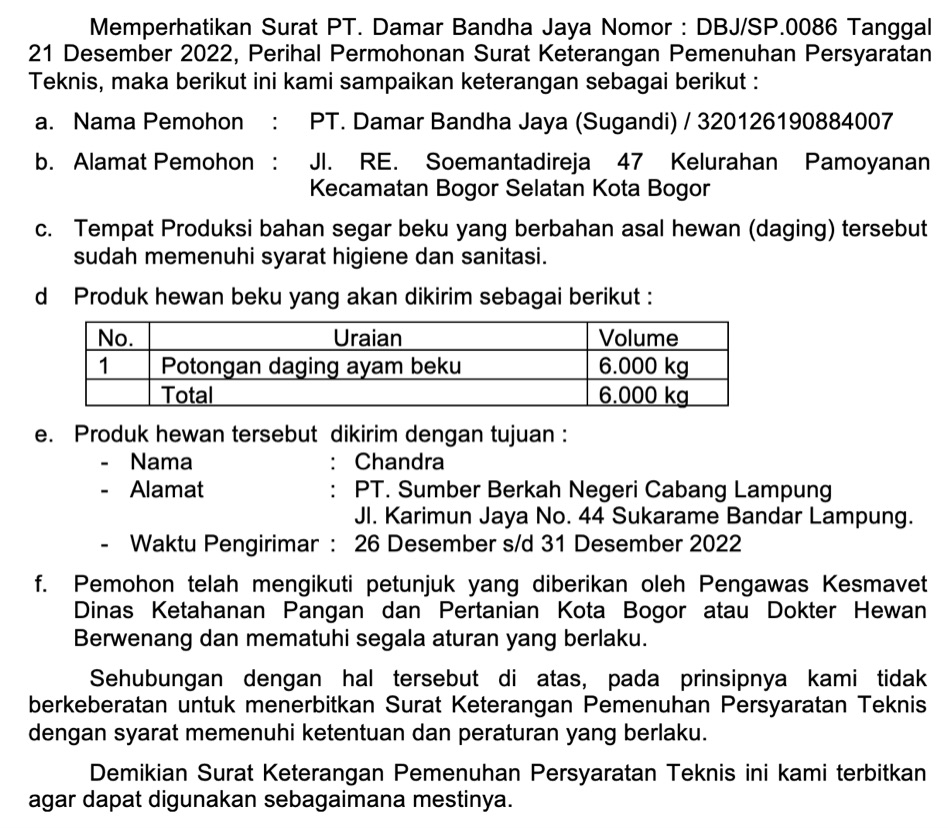 Memperhatikan Surat PT. Damar Bandha Jaya Nomor : DBJ/SP.0086 Tanggal
21 Desember 2022, Perihal Permohonan Surat Keterangan Pemenuhan Persyaratan
Teknis, maka berikut ini kami sampaikan keterangan sebagai berikut :
a. Nama Pemohon : PT. Damar Bandha Jaya (Sugandi) / 320126190884007
b. Alamat Pemohon : Jl. RE. Soemantadireja 47 Kelurahan Pamoyanan
Kecamatan Bogor Selatan Kota Bogor
c. Tempat Produksi bahan segar beku yang berbahan asal hewan (daging) tersebut
sudah memenuhi syarat higiene dan sanitasi.
d Produk hewan beku yang akan dikirim sebagai berikut :
No. Uraian Volume
1 Potongan daging ayam beku 6.000 kg
Total 6.000 kg
e. Produk hewan tersebut dikirim dengan tujuan :
- Nama : Chandra
- Alamat : PT. Sumber Berkah Negeri Cabang Lampung
Jl. Karimun Jaya No. 44 Sukarame Bandar Lampung.
- Waktu Pengirimar : 26 Desember s/d 31 Desember 2022
f. Pemohon telah mengikuti petunjuk yang diberikan oleh Pengawas Kesmavet
Dinas Ketahanan Pangan dan Pertanian Kota Bogor atau Dokter Hewan
Berwenang dan mematuhi segala aturan yang berlaku.
Sehubungan dengan hal tersebut di atas, pada prinsipnya kami tidak
berkeberatan untuk menerbitkan Surat Keterangan Pemenuhan Persyaratan Teknis
dengan syarat memenuhi ketentuan dan peraturan yang berlaku.
Demikian Surat Keterangan Pemenuhan Persyaratan Teknis ini kami terbitkan
agar dapat digunakan sebagaimana mestinya.